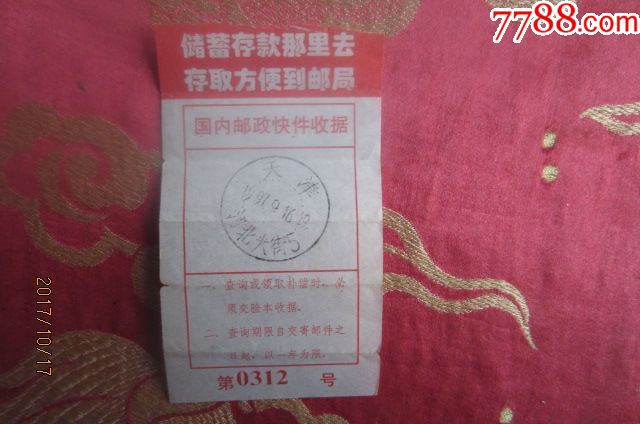 7788.com
储蓄存款那里去
存取方便到邮局
国内邮政快件收据
天津
河北大街5
一、查询或领取补偿时，必
须交验本收据。
二、查询期限自交寄邮件之
日起，以一年为限。
第0312 号
2017/10/17